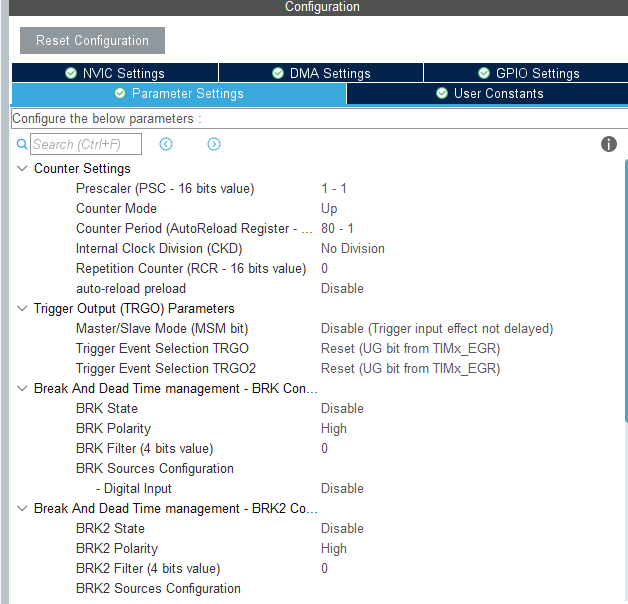 Configuration
Reset Configuration
NVIC Settings DMA Settings GPIO Settings
Parameter Settings User Constants
Configure the below parameters :
Search (Ctrl+F)
Counter Settings
Prescaler (PSC - 16 bits value) 1 - 1
Counter Mode Up
Counter Period (AutoReload Register - ... 80 - 1
Internal Clock Division (CKD) No Division
Repetition Counter (RCR - 16 bits value) 0
auto-reload preload Disable
Trigger Output (TRGO) Parameters
Master/Slave Mode (MSM bit) Disable (Trigger input effect not delayed)
Trigger Event Selection TRGO Reset (UG bit from TIMx_EGR)
Trigger Event Selection TRGO2 Reset (UG bit from TIMx_EGR)
Break And Dead Time management - BRK Con...
BRK State Disable
BRK Polarity High
BRK Filter (4 bits value) 0
BRK Sources Configuration
- Digital Input Disable
Break And Dead Time management - BRK2 Co...
BRK2 State Disable
BRK2 Polarity High
BRK2 Filter (4 bits value) 0
BRK2 Sources Configuration